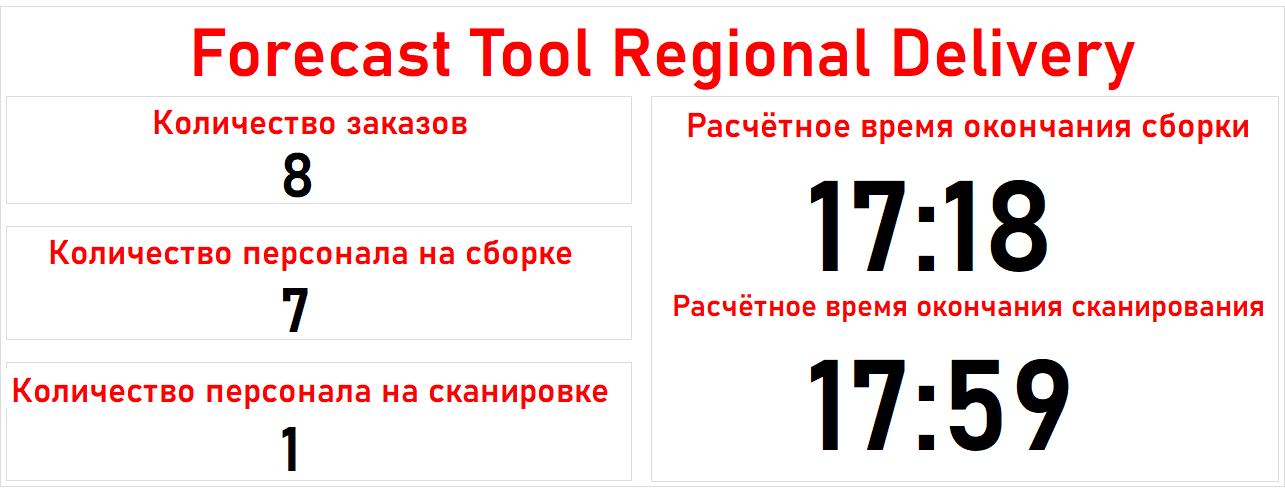 Forecast Tool Regional Delivery
Количество заказов
8
Количество персонала на сборке
7
Количество персонала на сканировке
1
Расчётное время окончания сборки
17:18
Расчётное время окончания сканирования
17:59